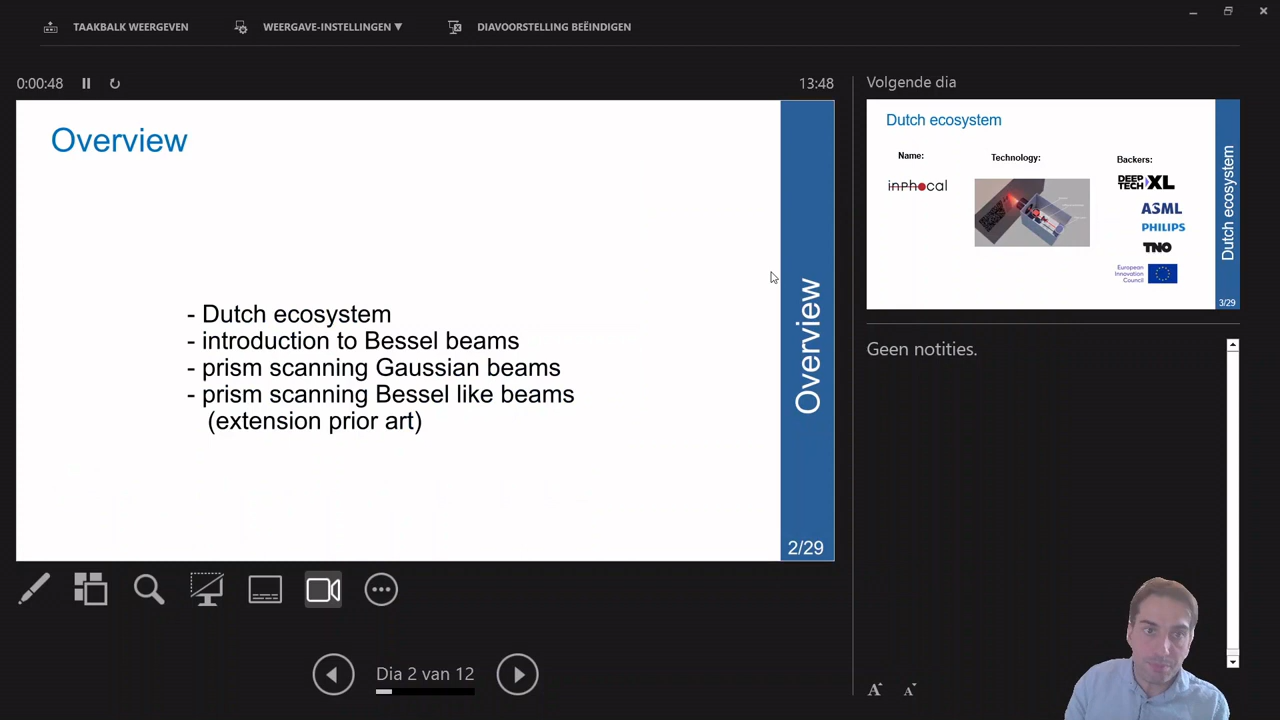 TAAKBALK WEERGEVEN
WEERGAVE-INSTELLINGEN ▼
DIAVOORSTELLING BEËINDIGEN
0:00:48
13:48
Overview
- Dutch ecosystem
- introduction to Bessel beams
- prism scanning Gaussian beams
- prism scanning Bessel like beams
(extension prior art)
Overview
2/29
Dia 2 van 12
Volgende dia
Dutch ecosystem
Name:
Technology:
Backers:
inPhocal
DEEP TECH XL
ASML
PHILIPS
TNO
European
Innovation
Council
Dutch ecosystem
3/29
Geen notities.
A A